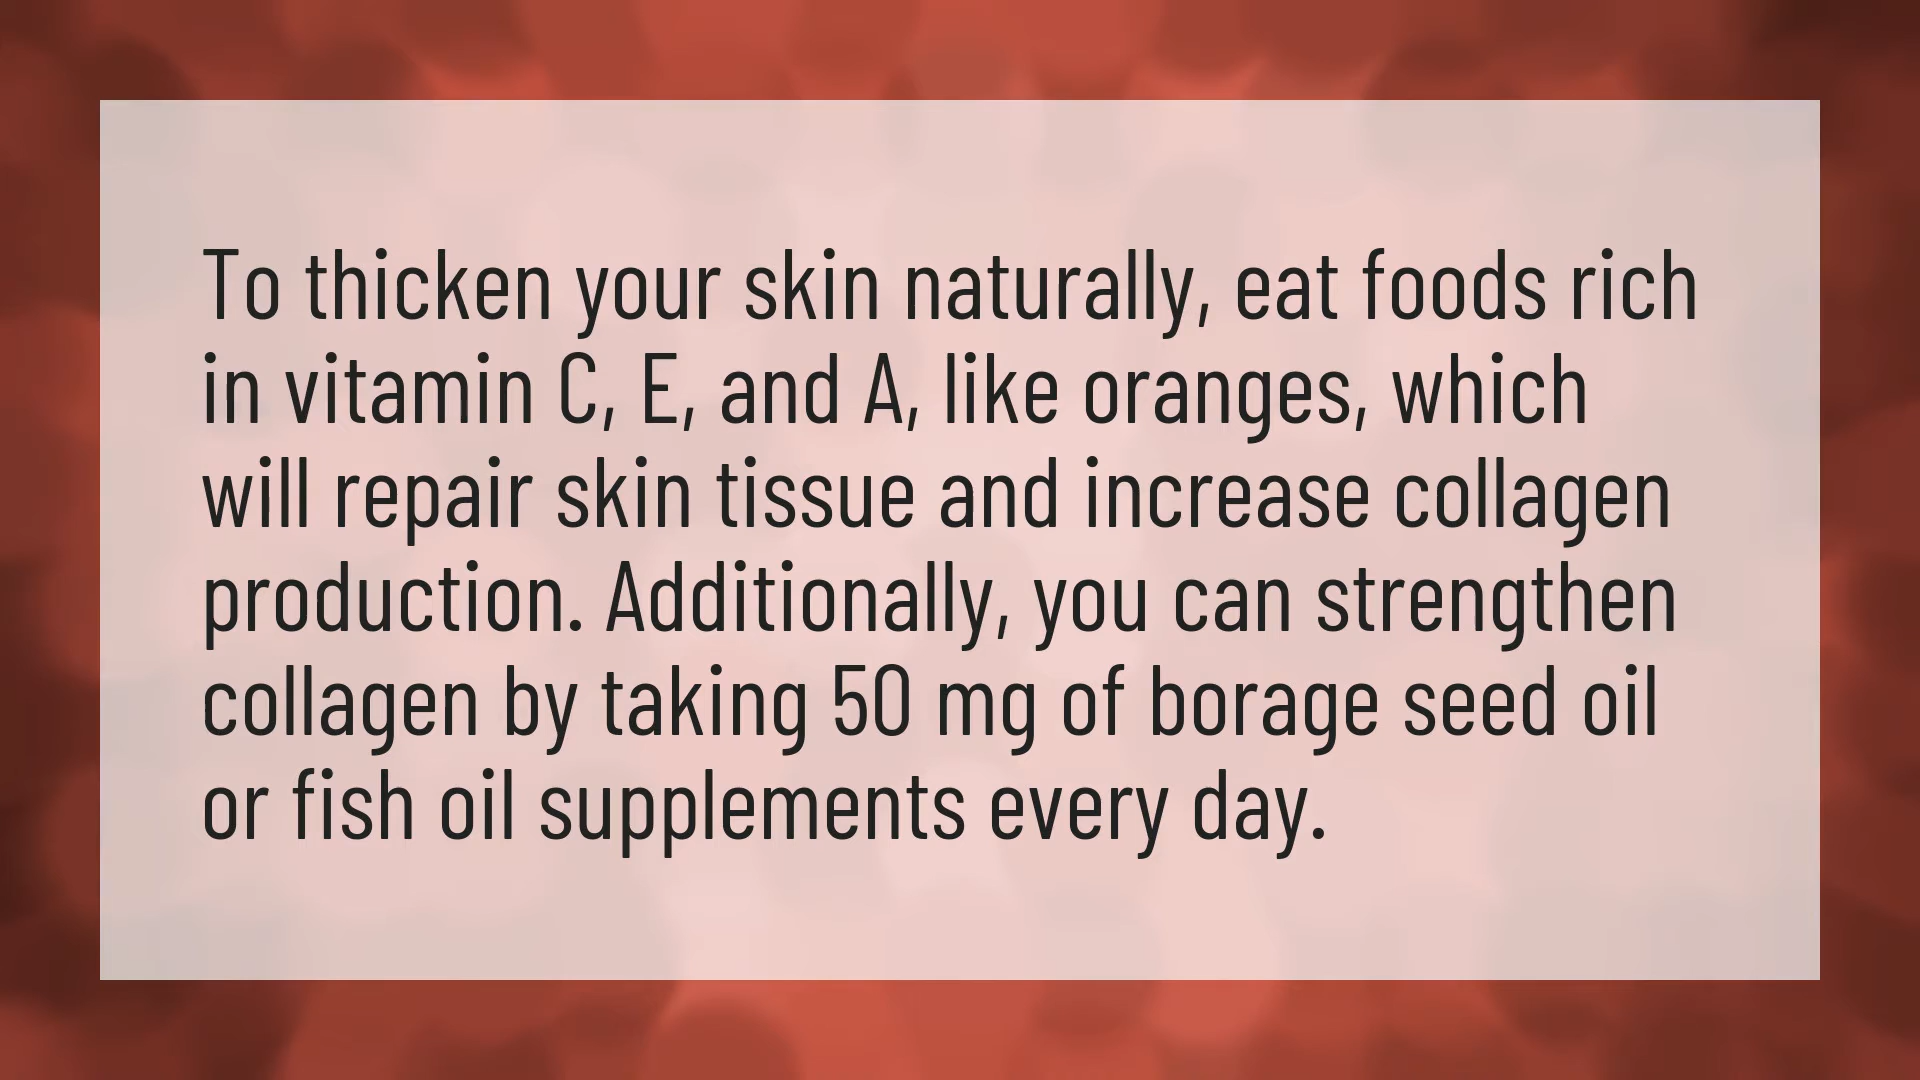 To thicken your skin naturally, eat foods rich
in vitamin C, E, and A, like oranges, which
will repair skin tissue and increase collagen
production. Additionally, you can strengthen
collagen by taking 50 mg of borage seed oil
or fish oil supplements every day.